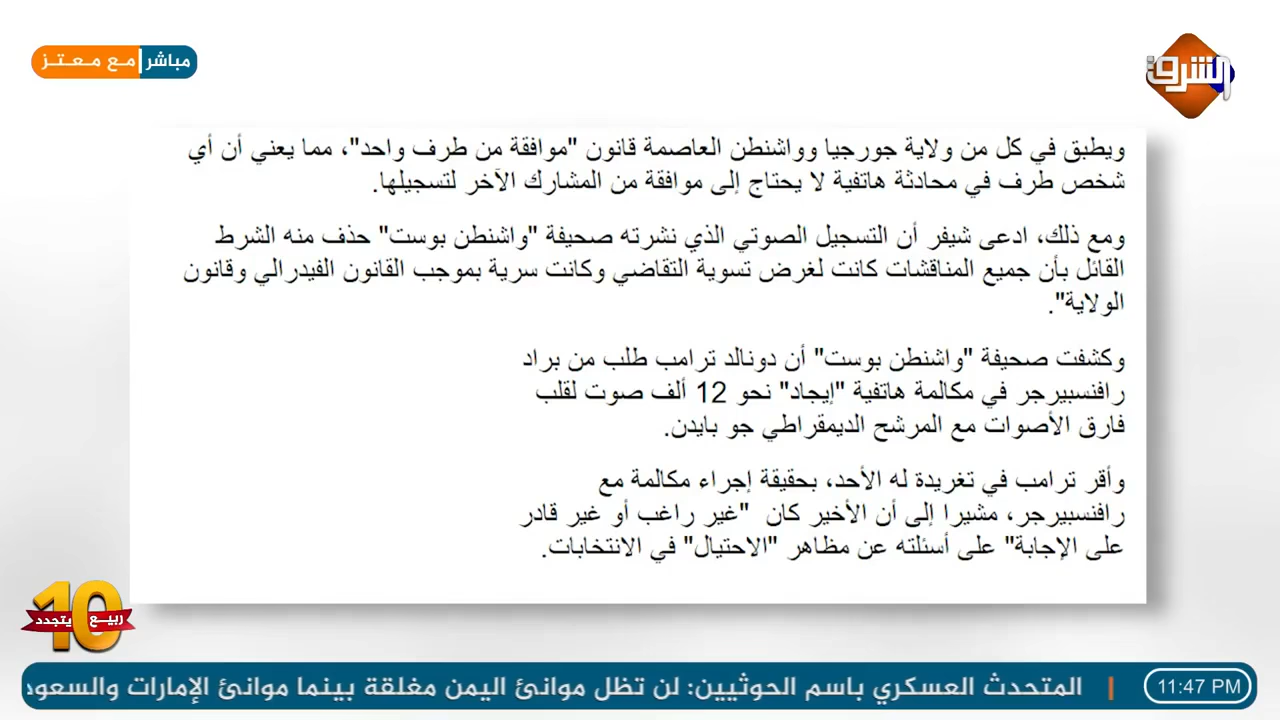 مباشر مع معتز
الشرق
ويطبق في كل من ولاية جورجيا وواشنطن العاصمة قانون "موافقة من طرف واحد"، مما يعني أن أي
شخص طرف في محادثة هاتفية لا يحتاج إلى موافقة من المشارك الآخر لتسجيلها.
ومع ذلك، ادعى شيفر أن التسجيل الصوتي الذي نشرته صحيفة "واشنطن بوست" حذف منه الشرط
القائل بأن جميع المناقشات كانت لغرض تسوية التقاضي وكانت سرية بموجب القانون الفيدرالي وقانون
الولاية".
وكشفت صحيفة "واشنطن بوست" أن دونالد ترامب طلب من براد
رافنسبيرجر في مكالمة هاتفية "إيجاد" نحو 12 ألف صوت لقلب
فارق الأصوات مع المرشح الديمقراطي جو بايدن.
وأقر ترامب في تغريدة له الأحد، بحقيقة إجراء مكالمة مع
رافنسبيرجر، مشيرا إلى أن الأخير كان "غير راغب أو غير قادر
على الإجابة" على أسئلته عن مظاهر "الاحتيال" في الانتخابات.
10
ربيع يتجدد
11:47 PM
المتحدث العسكري باسم الحوثيين: لن تظل موانئ اليمن مغلقة بينما موانئ الإمارات والسعود